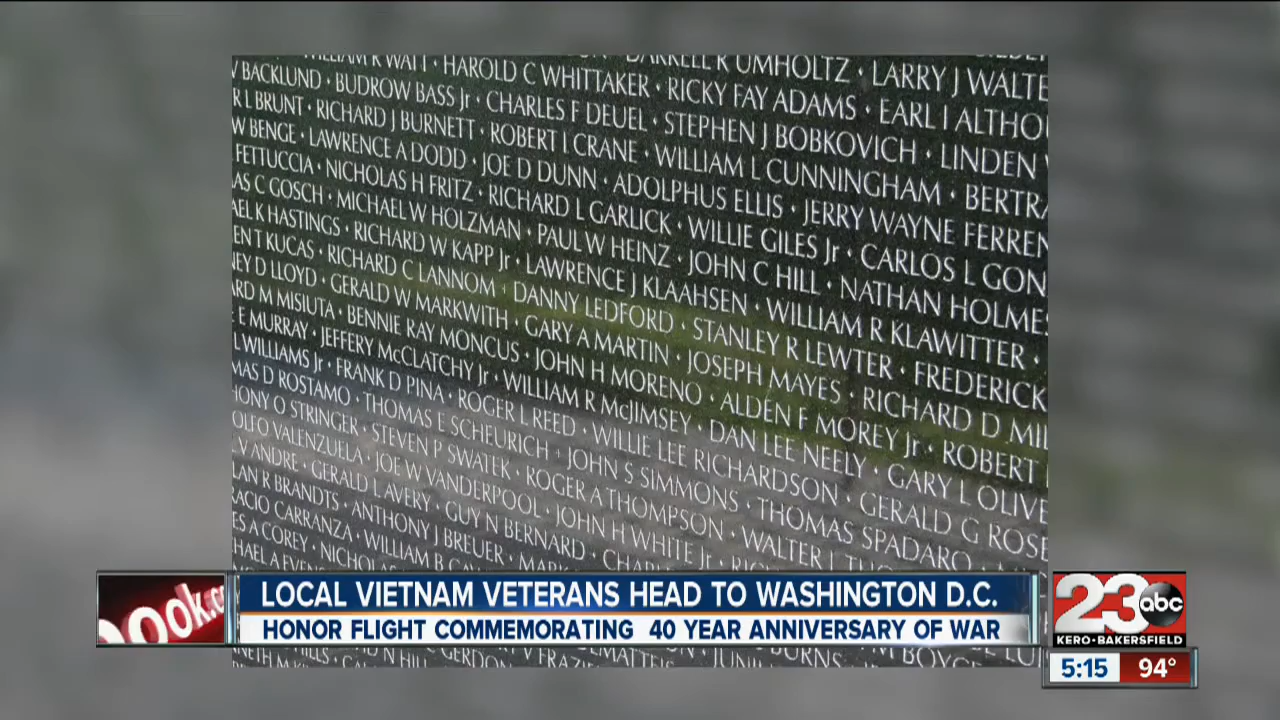 WILLIAM R WATT · HAROLD C WHITTAKER · DARRELL R UMHOLTZ · LARRY J WALTE
V BACKLUND · BUDROW BASS Jr · CHARLES F DEUEL · RICKY FAY ADAMS · EARL I ALTHO
R L BRUNT · RICHARD J BURNETT · ROBERT I CRANE · STEPHEN J BOBKOVICH · LINDEN
W BENGE · LAWRENCE A DODD · JOE D DUNN · WILLIAM L CUNNINGHAM · BERTRA
FETTUCCIA · NICHOLAS H FRITZ · ADOLPHUS ELLIS · JERRY WAYNE FERREN
AS C GOSCH · MICHAEL W HOLZMAN · RICHARD L GARLICK · WILLIE GILES Jr · CARLOS L GON
AEL K HASTINGS · RICHARD W KAPP Jr · PAUL W HEINZ · JOHN C HILL · NATHAN HOLMES
ENT KUCAS · RICHARD C LANNOM · LAWRENCE J KLAAHSEN · WILLIAM R KLAWITTER ·
NEY D LLOYD · GERALD W MARKWITH · DANNY LEDFORD · STANLEY R LEWTER · FREDERICK
ARD M MISIUTA · BENNIE RAY MONCUS · GARY A MARTIN · JOSEPH MAYES · RICHARD D MIL
E MURRAY · JEFFERY McCLATCHY Jr · JOHN H MORENO · ALDEN F MOREY Jr · ROBERT
L WILLIAMS Jr · FRANK D PINA · WILLIAM R McJIMSEY · DAN LEE NEELY · GARY L OLIVE
MAS D ROSTAMO · THOMAS E SCHEURICH · ROGER L REED · WILLIE LEE RICHARDSON · GERALD G ROSE
HONY O STRINGER · STEVEN P SWATEK · JOHN S SIMMONS · THOMAS SPADARO
OLFO VALENZUELA · JOE W VANDERPOOL · ROGER A THOMPSON · WALTER L
V ANDRE · GERALD L AVERY · GUY N BERNARD · JOHN H WHITE Jr ·
LAN R BRANDTS · ANTHONY J BREUER ·
RACIO CARRANZA · WILLIAM B
ES A COREY · NICHOLAS
HAEL A EVENS
LOCAL VIETNAM VETERANS HEAD TO WASHINGTON D.C.
HONOR FLIGHT COMMEMORATING 40 YEAR ANNIVERSARY OF WAR
23 abc
KERO·BAKERSFIELD
5:15 94°